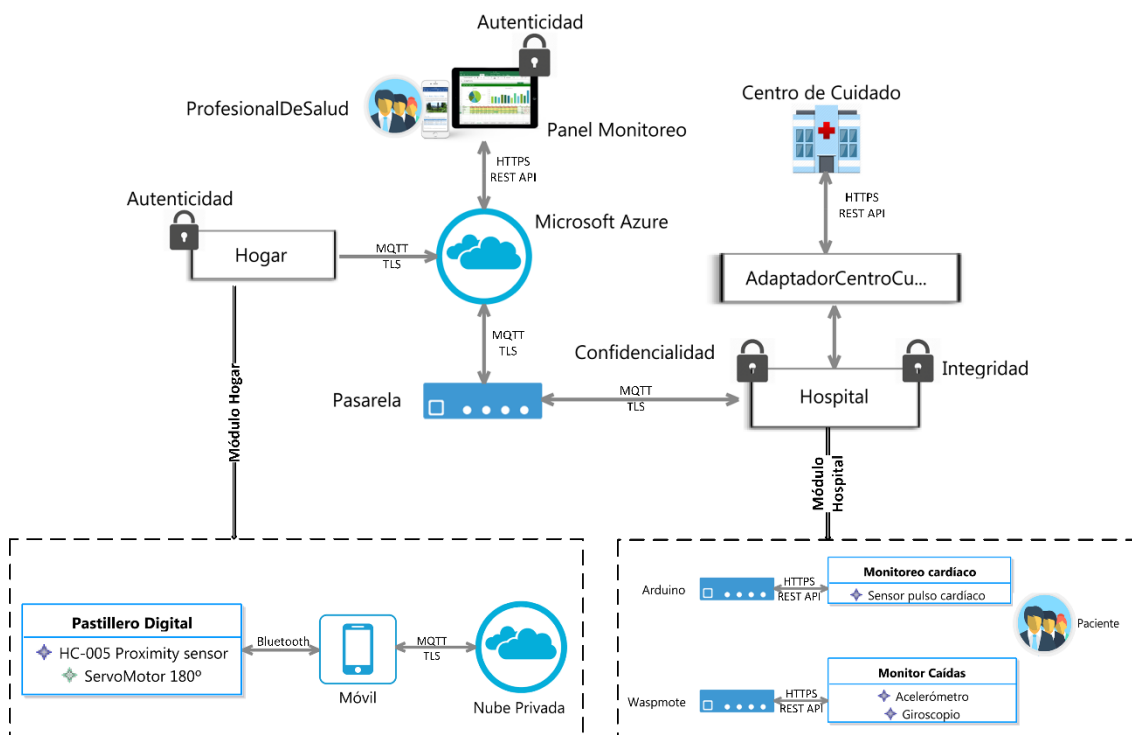 Autenticidad
ProfesionalDeSalud
Panel Monitoreo
Centro de Cuidado
HTTPS
REST API
HTTPS
REST API
Autenticidad
Microsoft Azure
Hogar
MQTT
TLS
AdaptadorCentroCu...
MQTT
TLS
Confidencialidad
Integridad
Pasarela
MQTT
TLS
Hospital
Módulo Hogar
Módulo
Hospital
Pastillero Digital
HC-005 Proximity sensor
ServoMotor 180º
Bluetooth
Móvil
MQTT
TLS
Nube Privada
Arduino
HTTPS
REST API
Monitoreo cardíaco
Sensor pulso cardíaco
Paciente
Waspmote
HTTPS
REST API
Monitor Caídas
Acelerómetro
Giroscopio